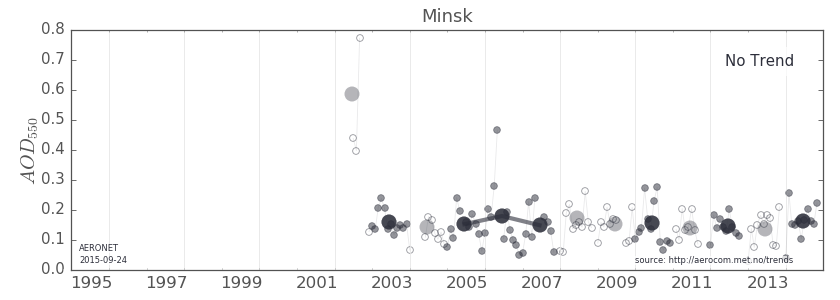 Minsk
0.8
0.7
0.6
0.5
0.4
0.3
0.2
0.1
0.0
AOD550
No Trend
AERONET
2015-09-24
source: http://aerocom.met.no/trends
1995 1997 1999 2001 2003 2005 2007 2009 2011 2013